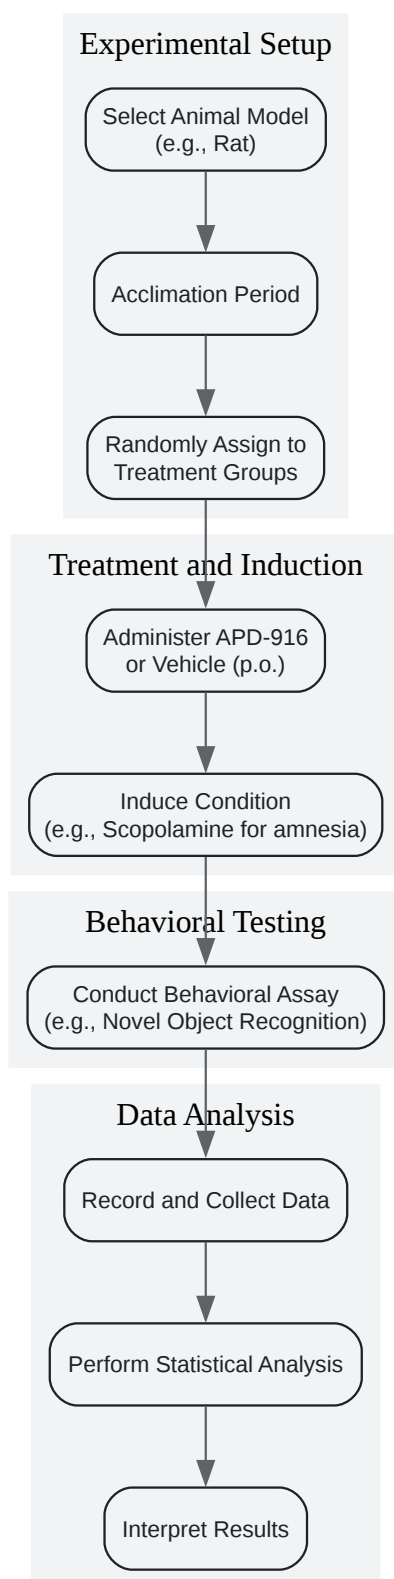 Experimental Setup
Select Animal Model
(e.g., Rat)
Acclimation Period
Randomly Assign to
Treatment Groups
Treatment and Induction
Administer APD-916
or Vehicle (p.o.)
Induce Condition
(e.g., Scopolamine for amnesia)
Behavioral Testing
Conduct Behavioral Assay
(e.g., Novel Object Recognition)
Data Analysis
Record and Collect Data
Perform Statistical Analysis
Interpret Results